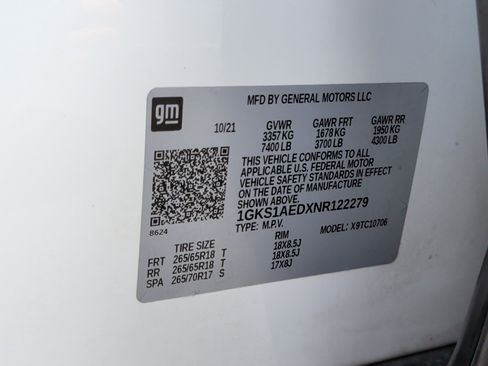 gm
MFD BY GENERAL MOTORS LLC
10/21 GVWR GAWR FRT GAWR RR
3357 KG 1678 KG 1950 KG
7400 LB 3700 LB 4300 LB
THIS VEHICLE CONFORMS TO ALL
APPLICABLE U.S. FEDERAL MOTOR
VEHICLE SAFETY STANDARDS IN EFFECT
ON THE DATE OF MANUFACTURE SHOWN ABOVE.
1GKS1AEDXNR122279
8624
TYPE: M.P.V. MODEL: X9TC10706
TIRE SIZE RIM
FRT 265/65R18 T 18X8.5J
RR 265/65R18 T 18X8.5J
SPA 265/70R17 S 17X8J